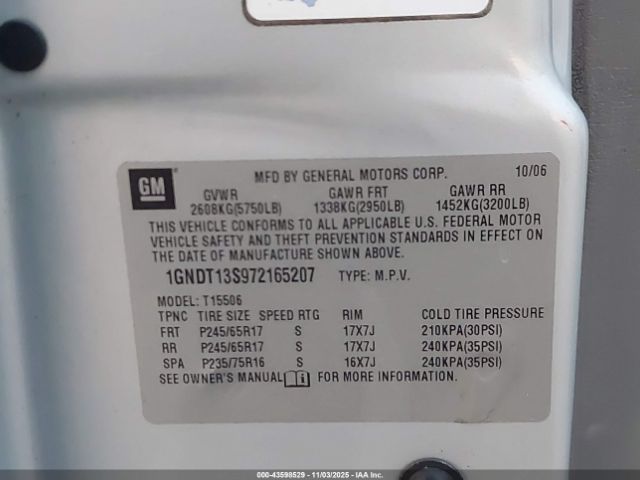 GM
MFD BY GENERAL MOTORS CORP. 10/06
GVWR GAWR FRT GAWR RR
2608KG(5750LB) 1338KG(2950LB) 1452KG(3200LB)
THIS VEHICLE CONFORMS TO ALL APPLICABLE U.S. FEDERAL MOTOR
VEHICLE SAFETY AND THEFT PREVENTION STANDARDS IN EFFECT ON
THE DATE OF MANUFACTURE SHOWN ABOVE.
1GNDT13S972165207 TYPE: M.P.V.
MODEL: T15506
TPNC TIRE SIZE SPEED RTG RIM COLD TIRE PRESSURE
FRT P245/65R17 S 17X7J 210KPA(30PSI)
RR P245/65R17 S 17X7J 240KPA(35PSI)
SPA P235/75R16 S 16X7J 240KPA(35PSI)
SEE OWNER'S MANUAL FOR MORE INFORMATION.
000-43598529 - 11/03/2025 - IAA Inc.